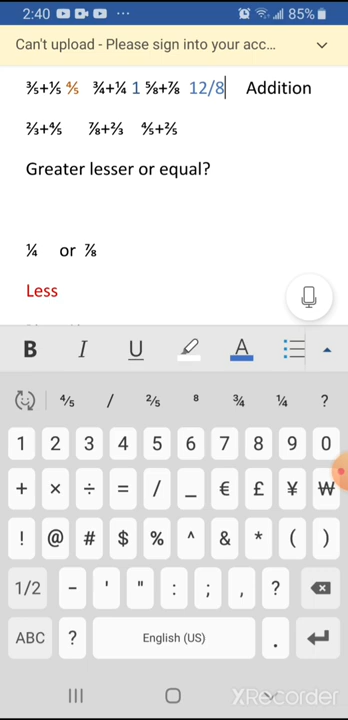 2:40 ... 85%
Can't upload - Please sign into your acc...
⅗+⅕ ⅘ ¾+¼ 1 ⅝+⅞ 12/8 Addition
⅔+⅘ ⅞+⅔ ⅘+⅖
Greater lesser or equal?
¼ or ⅞
Less
B I U A
⅘ / ⅖ ⁸ ¾ ¼ ?
1 2 3 4 5 6 7 8 9 0
+ × ÷ = / _ € £ ¥ ₩
! @ # $ % ^ & * ( )
1/2 - ' " : ; , ?
ABC ? English (US) .
XRecorder